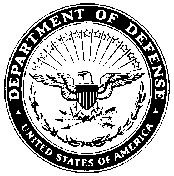 DEPARTMENT OF DEFENSE
UNITED STATES OF AMERICA